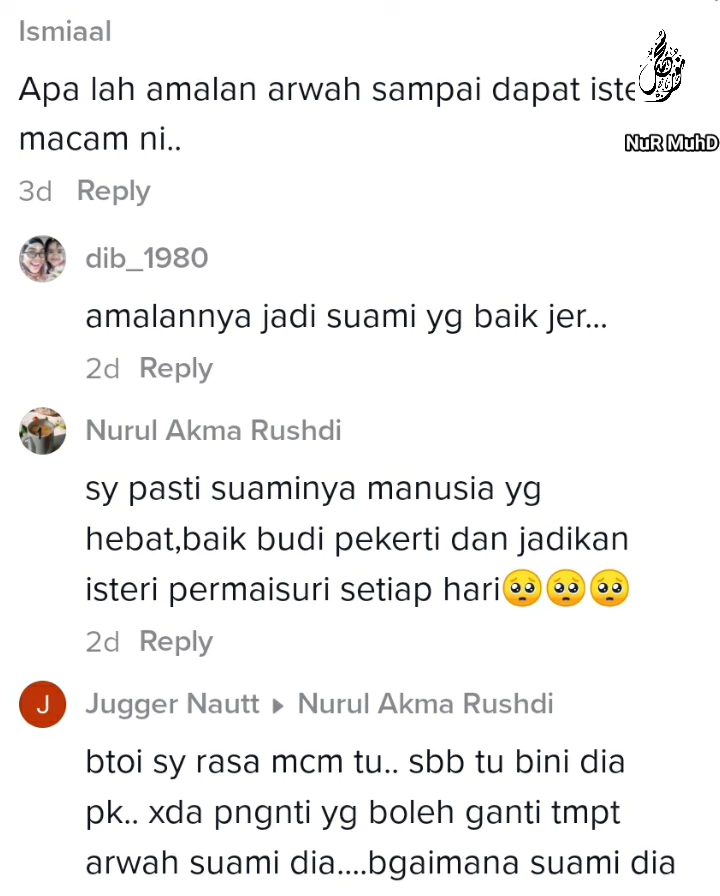 Ismiaal
Apa lah amalan arwah sampai dapat iste
macam ni..
NuR MuhD
3d Reply
dib_1980
amalannya jadi suami yg baik jer...
2d Reply
Nurul Akma Rushdi
sy pasti suaminya manusia yg
hebat,baik budi pekerti dan jadikan
isteri permaisuri setiap hari🥺🥺🥺
2d Reply
J
Jugger Nautt ▸ Nurul Akma Rushdi
btoi sy rasa mcm tu.. sbb tu bini dia
pk.. xda pngnti yg boleh ganti tmpt
arwah suami dia....bgaimana suami dia